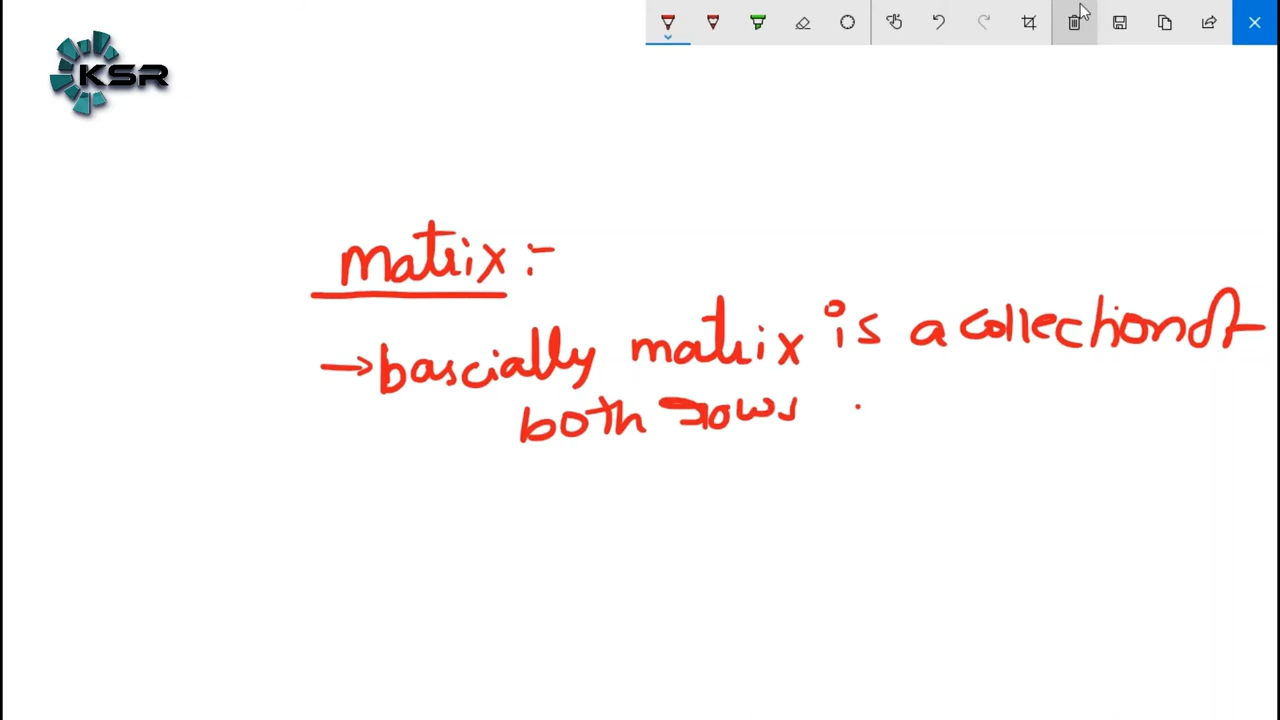 KSR
matrix :-
→ bascially matrix is a collection of
both rows